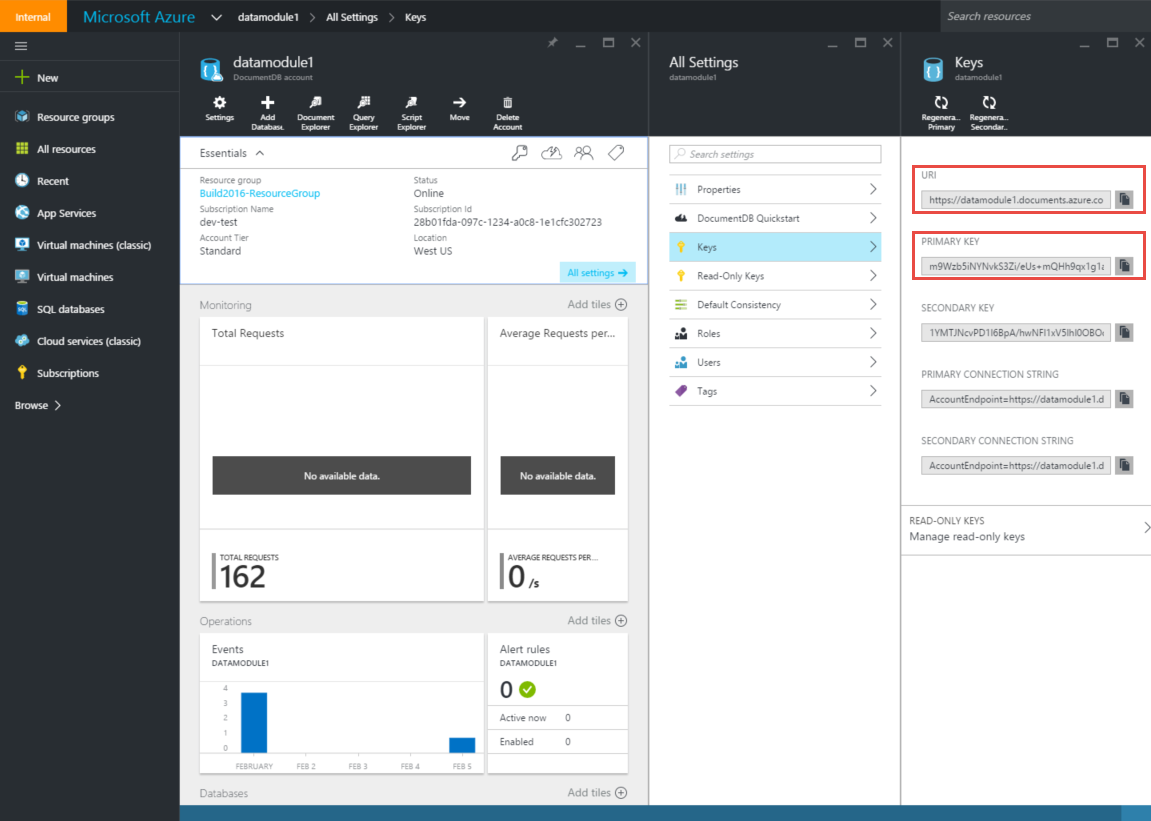 Internal
Microsoft Azure
datamodule1 > All Settings > Keys
Search resources
New
Resource groups
All resources
Recent
App Services
Virtual machines (classic)
Virtual machines
SQL databases
Cloud services (classic)
Subscriptions
Browse >
datamodule1
DocumentDB account
Settings
Add
Databas..
Document
Explorer
Query
Explorer
Script
Explorer
Move
Delete
Account
Essentials
Resource group
Build2016-ResourceGroup
Subscription Name
dev-test
Account Tier
Standard
Status
Online
Subscription Id
28b01fda-097c-1234-a0c8-1e1cfc302723
Location
West US
All settings →
Monitoring
Add tiles
Total Requests
No available data.
TOTAL REQUESTS
162
Average Requests per...
No available data.
AVERAGE REQUESTS PER...
0 /s
Operations
Add tiles
Events
DATAMODULE1
4
3
2
1
0
FEBRUARY
FEB 2
FEB 3
FEB 4
FEB 5
Alert rules
DATAMODULE1
0
Active now 0
Enabled 0
Databases
Add tiles
All Settings
datamodule1
Search settings
Properties
DocumentDB Quickstart
Keys
Read-Only Keys
Default Consistency
Roles
Users
Tags
Keys
datamodule1
Regenera...
Primary
Regenera...
Secondar..
URI
https://datamodule1.documents.azure.co
PRIMARY KEY
SECONDARY KEY
PRIMARY CONNECTION STRING
AccountEndpoint=https://datamodule1.d
SECONDARY CONNECTION STRING
AccountEndpoint=https://datamodule1.d
READ-ONLY KEYS
Manage read-only keys